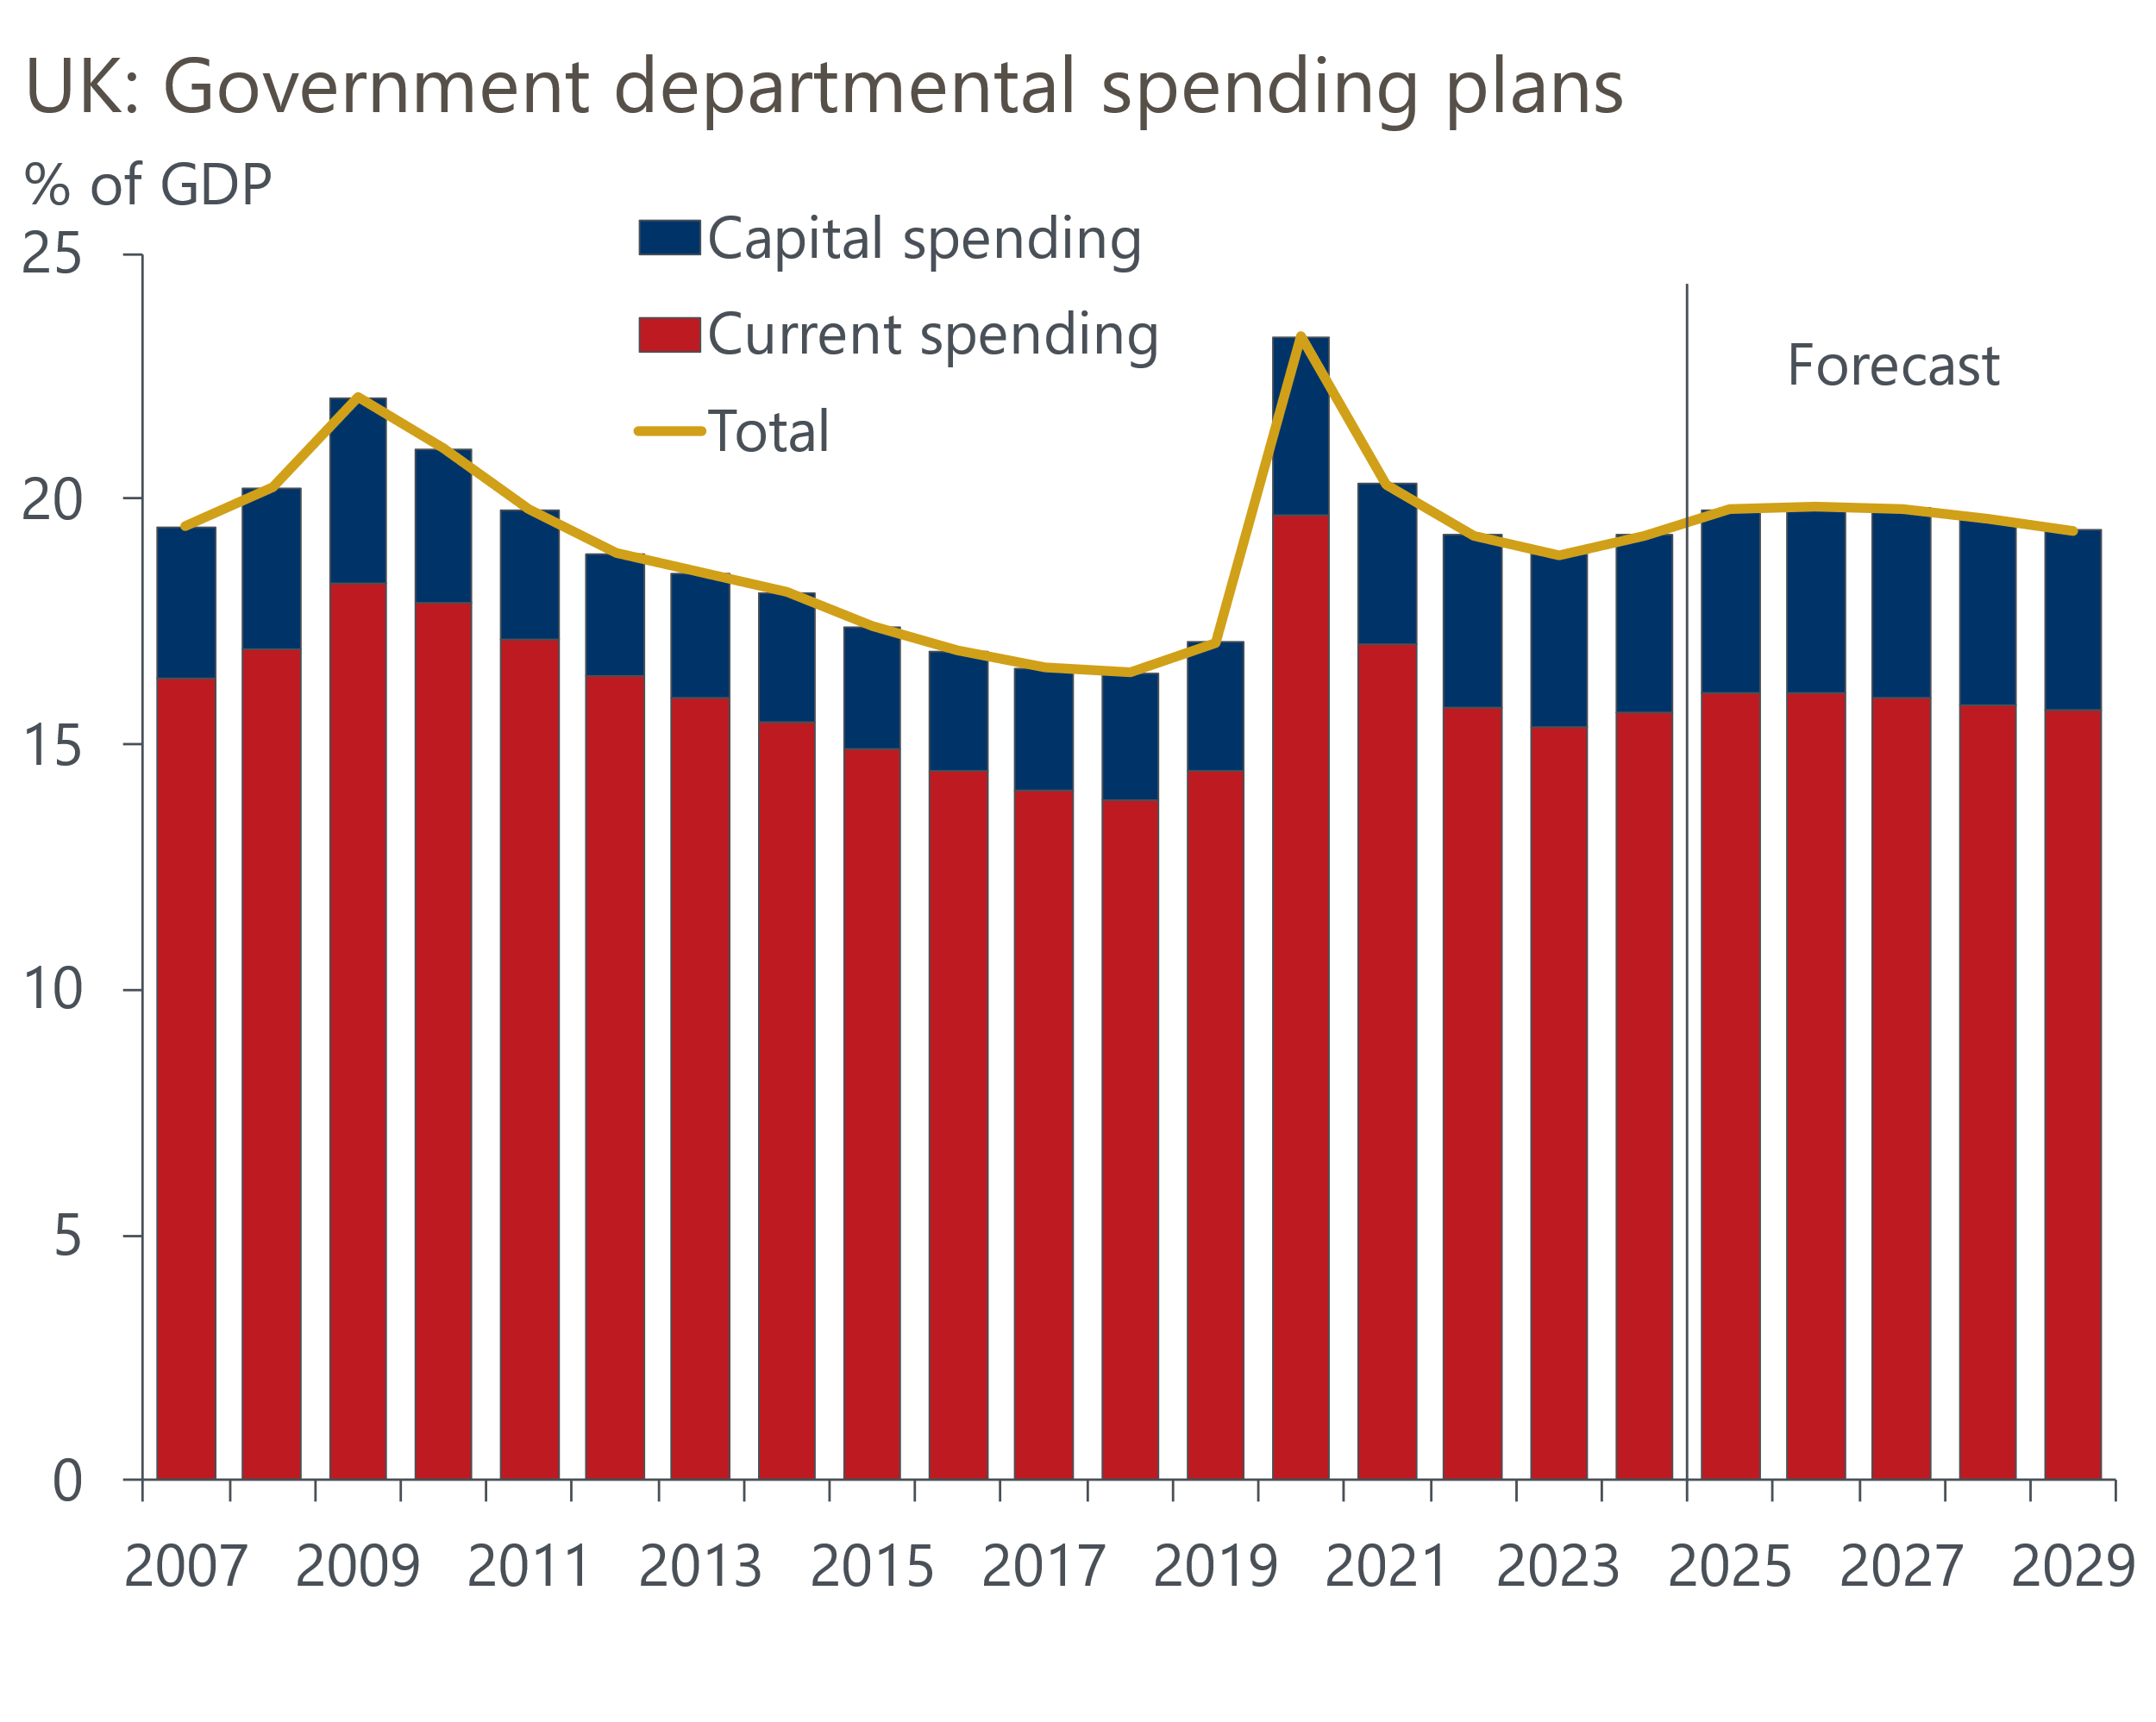 UK: Government departmental spending plans
% of GDP
Capital spending
Current spending
Total
Forecast
25
20
15
10
5
0
2007 2009 2011 2013 2015 2017 2019 2021 2023 2025 2027 2029